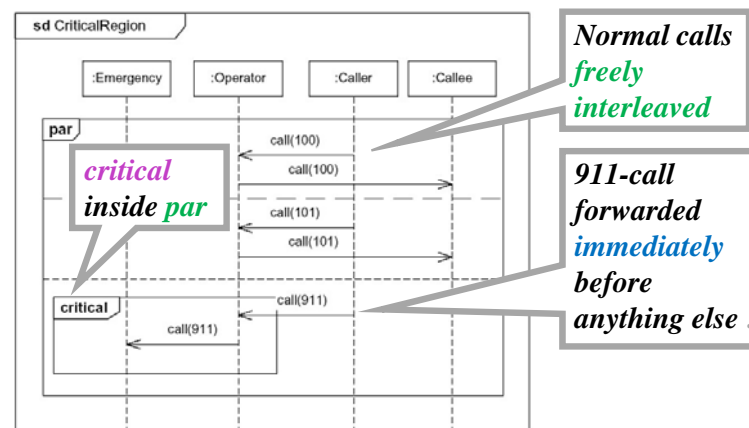 sd CriticalRegion
:Emergency :Operator :Caller :Callee
Normal calls
freely
interleaved
par
call(100)
call(100)
critical
inside par
911-call
forwarded
immediately
before
anything else
call(101)
call(101)
critical
call(911)
call(911)